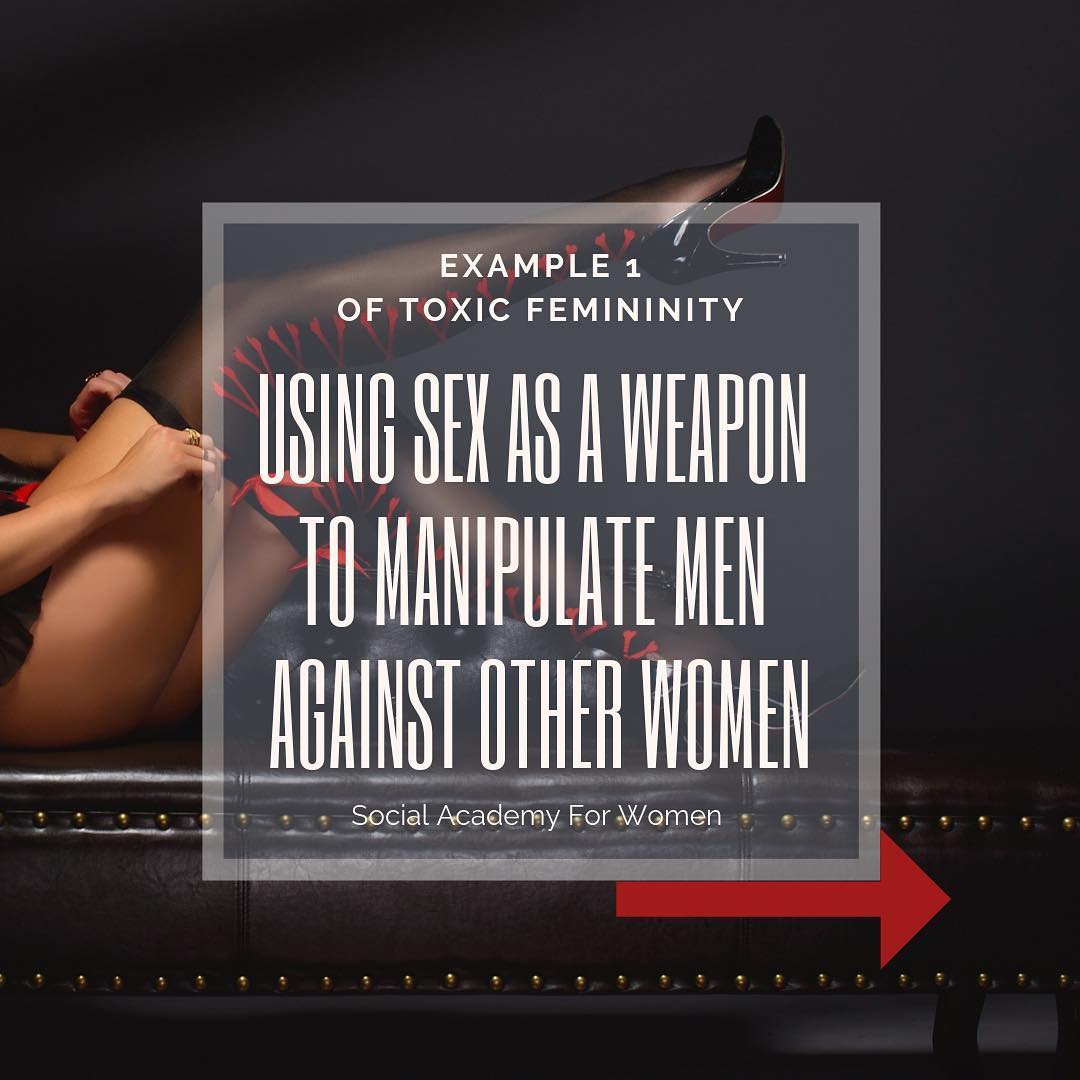 EXAMPLE 1
OF TOXIC FEMININITY
USING SEX AS A WEAPON
TO MANIPULATE MEN
AGAINST OTHER WOMEN
Social Academy For Women